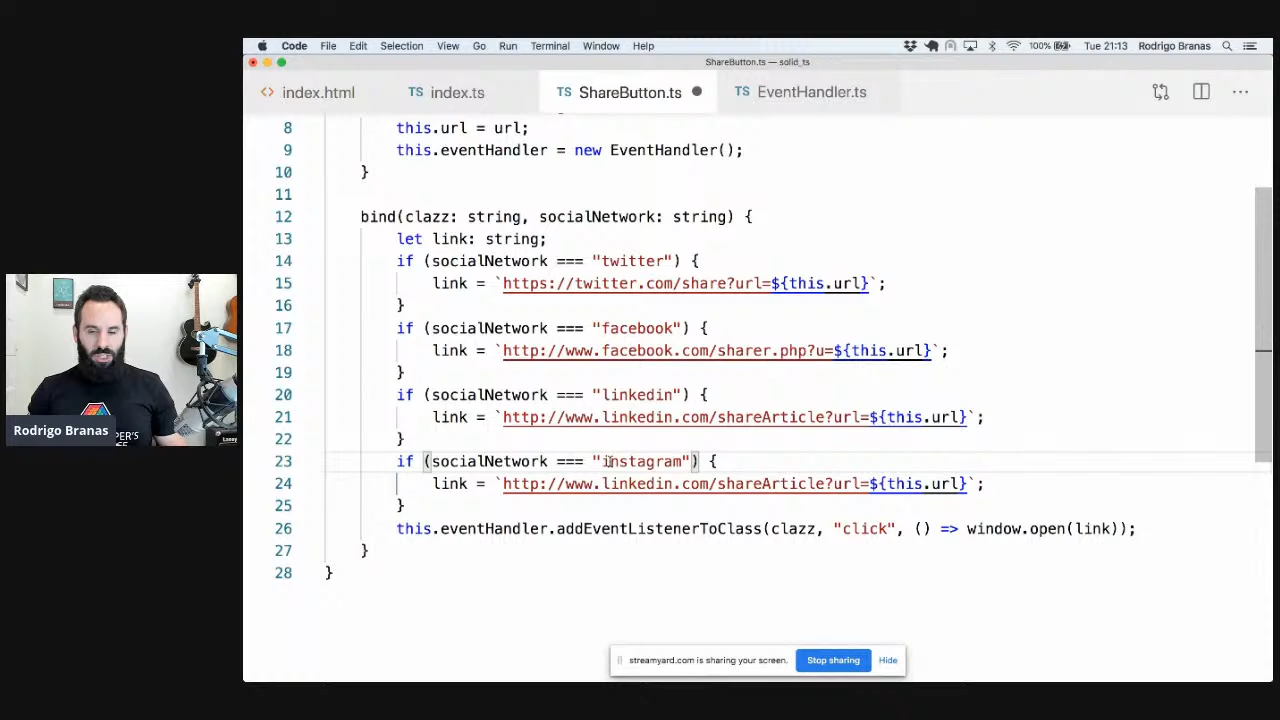 Code File Edit Selection View Go Run Terminal Window Help 100% Tue 21:13 Rodrigo Branas
ShareButton.ts — solid_ts
<> index.html TS index.ts TS ShareButton.ts ● TS EventHandler.ts ...
8 this.url = url;
9 this.eventHandler = new EventHandler();
10 }
11
12 bind(clazz: string, socialNetwork: string) {
13 let link: string;
14 if (socialNetwork === "twitter") {
15 link = `https://twitter.com/share?url=${this.url}`;
16 }
17 if (socialNetwork === "facebook") {
18 link = `http://www.facebook.com/sharer.php?u=${this.url}`;
19 }
20 if (socialNetwork === "linkedin") {
21 link = `http://www.linkedin.com/shareArticle?url=${this.url}`;
22 }
23 if (socialNetwork === "instagram") {
24 link = `http://www.linkedin.com/shareArticle?url=${this.url}`;
25 }
26 this.eventHandler.addEventListenerToClass(clazz, "click", () => window.open(link));
27 }
28 }
Rodrigo Branas
streamyard.com is sharing your screen. Stop sharing Hide